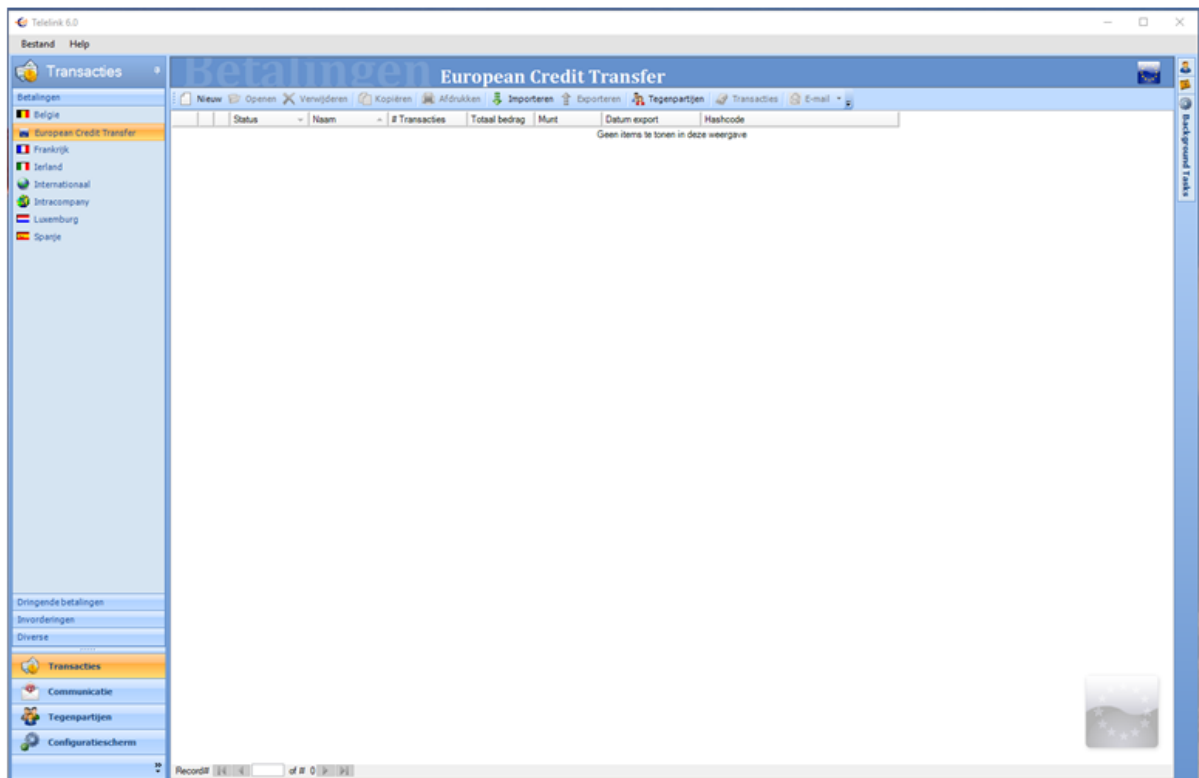 Telelink 6.0
Bestand Help
Transacties
Betalingen
European Credit Transfer
Betalingen
Belgie
European Credit Transfer
Frankrijk
Ierland
Internationaal
Intracompany
Luxemburg
Spanje
Nieuw Openen Verwijderen Kopiëren Afdrukken Importeren Exporteren Tegenpartijen Transacties E-mail
Status Naam # Transacties Totaal bedrag Munt Datum export Hashcode
Geen items te tonen in deze weergave
Background Tasks
Dringende betalingen
Invorderingen
Diverse
Transacties
Communicatie
Tegenpartijen
Configuratiescherm
Record# of # 0